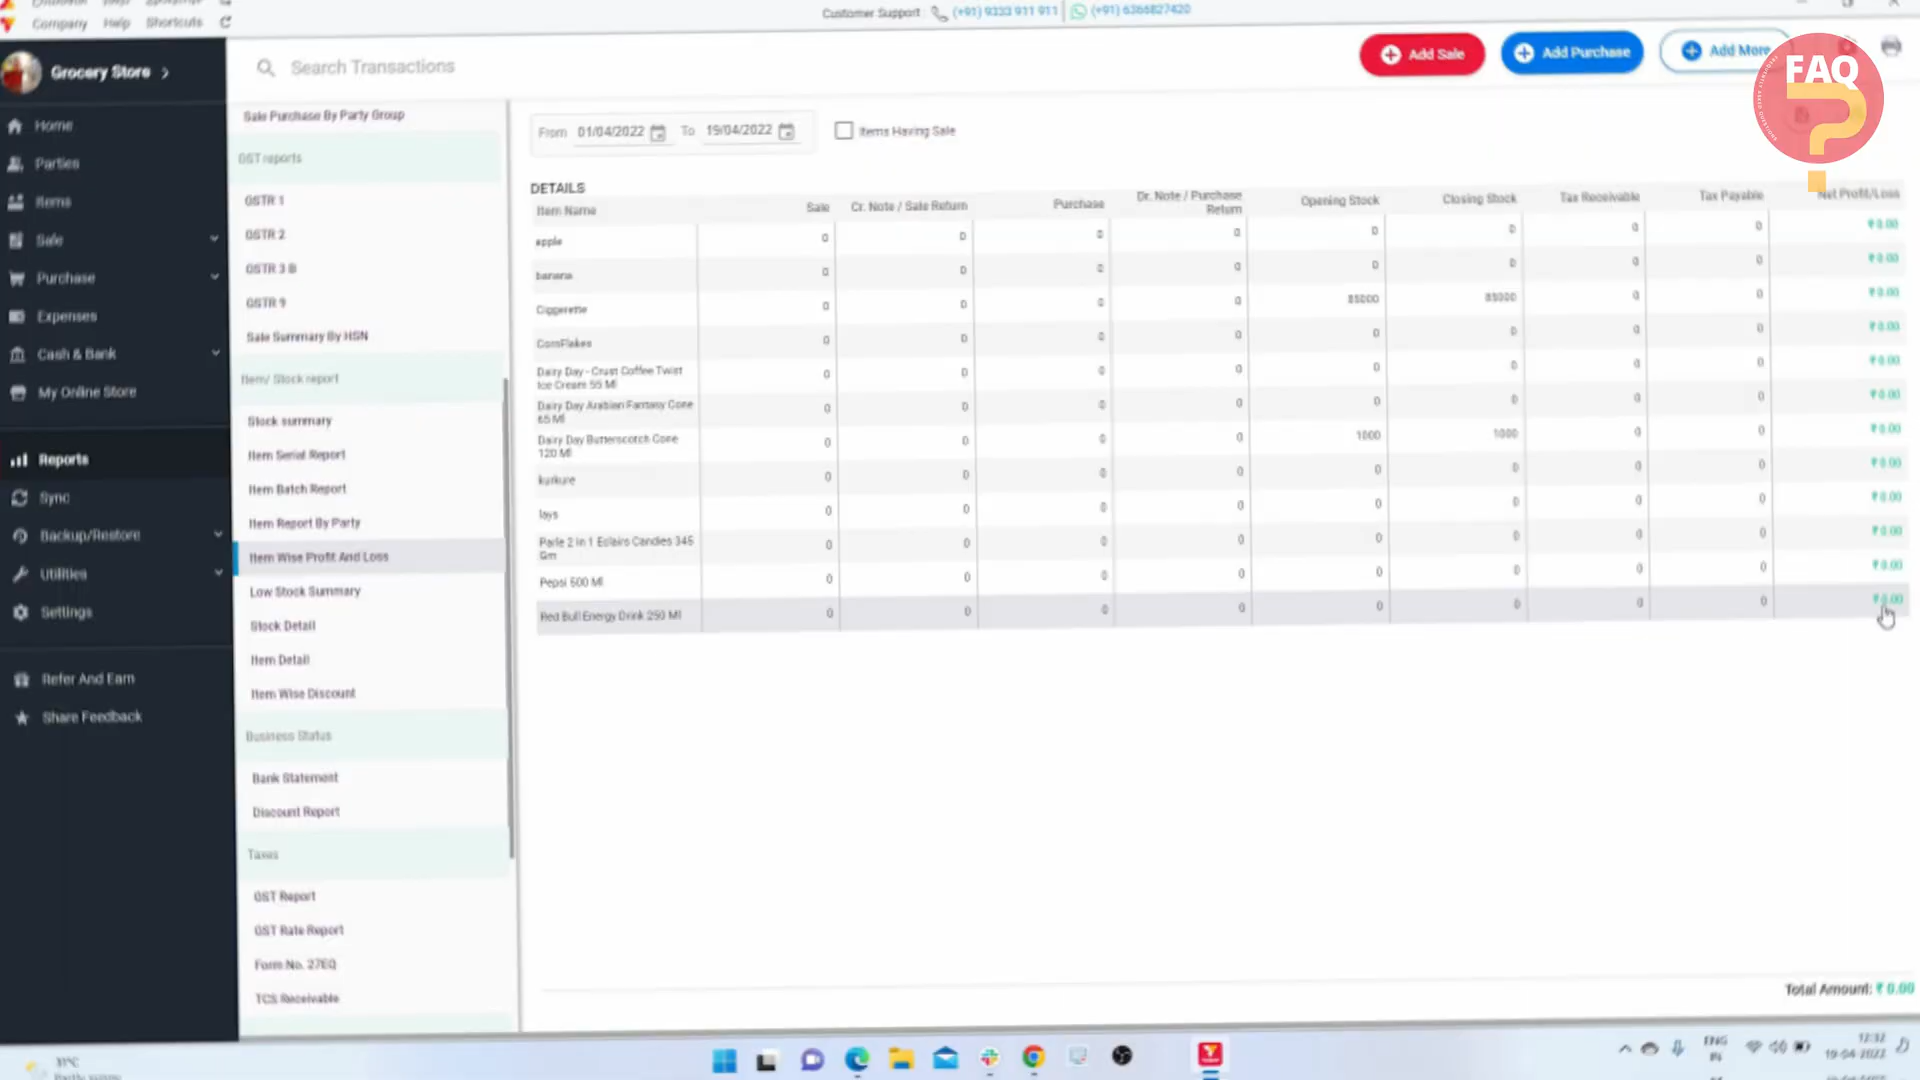 Company Help Shortcuts
Customer Support : (+91) 9333 911 911 (+91) 6366827420
Grocery Store
Search Transactions
Add Sale
Add Purchase
Add More
FAQ
Home
Parties
Items
Sale
Purchase
Expenses
Cash & Bank
My Online Store
Reports
Sync
Backup/Restore
Utilities
Settings
Refer And Earn
Share Feedback
Sale Purchase By Party Group
GST reports
GSTR 1
GSTR 2
GSTR 3 B
GSTR 9
Sale Summary By HSN
Item/ Stock report
Stock summary
Item Serial Report
Item Batch Report
Item Report By Party
Item Wise Profit And Loss
Low Stock Summary
Stock Detail
Item Detail
Item Wise Discount
Business Status
Bank Statement
Discount Report
Taxes
GST Report
GST Rate Report
Form No. 27EQ
TCS Receivable
From 01/04/2022 To 19/04/2022 Items Having Sale
DETAILS
Item Name Sale Cr. Note / Sale Return Purchase Dr. Note / Purchase Return Opening Stock Closing Stock Tax Receivable Tax Payable Net Profit/Loss
apple 0 0 0 0 0 0 0 0 ₹ 0.00
banana 0 0 0 0 0 0 0 0 ₹ 0.00
Ciggerette 0 0 0 0 85000 85000 0 0 ₹ 0.00
CornFlakes 0 0 0 0 0 0 0 0 ₹ 0.00
Dairy Day - Crust Coffee Twist Ice Cream 55 Ml 0 0 0 0 0 0 0 0 ₹ 0.00
Dairy Day Arabian Fantasy Cone 65 Ml 0 0 0 0 0 0 0 0 ₹ 0.00
Dairy Day Butterscotch Cone 120 Ml 0 0 0 0 1000 1000 0 0 ₹ 0.00
kurkure 0 0 0 0 0 0 0 0 ₹ 0.00
lays 0 0 0 0 0 0 0 0 ₹ 0.00
Parle 2 In 1 Eclairs Candies 345 Gm 0 0 0 0 0 0 0 0 ₹ 0.00
Pepsi 500 Ml 0 0 0 0 0 0 0 0 ₹ 0.00
Red Bull Energy Drink 250 Ml 0 0 0 0 0 0 0 0 ₹ 0.00
Total Amount: ₹ 0.00
31°C
Partly sunny
ENG
IN
12:32
19-04-2022